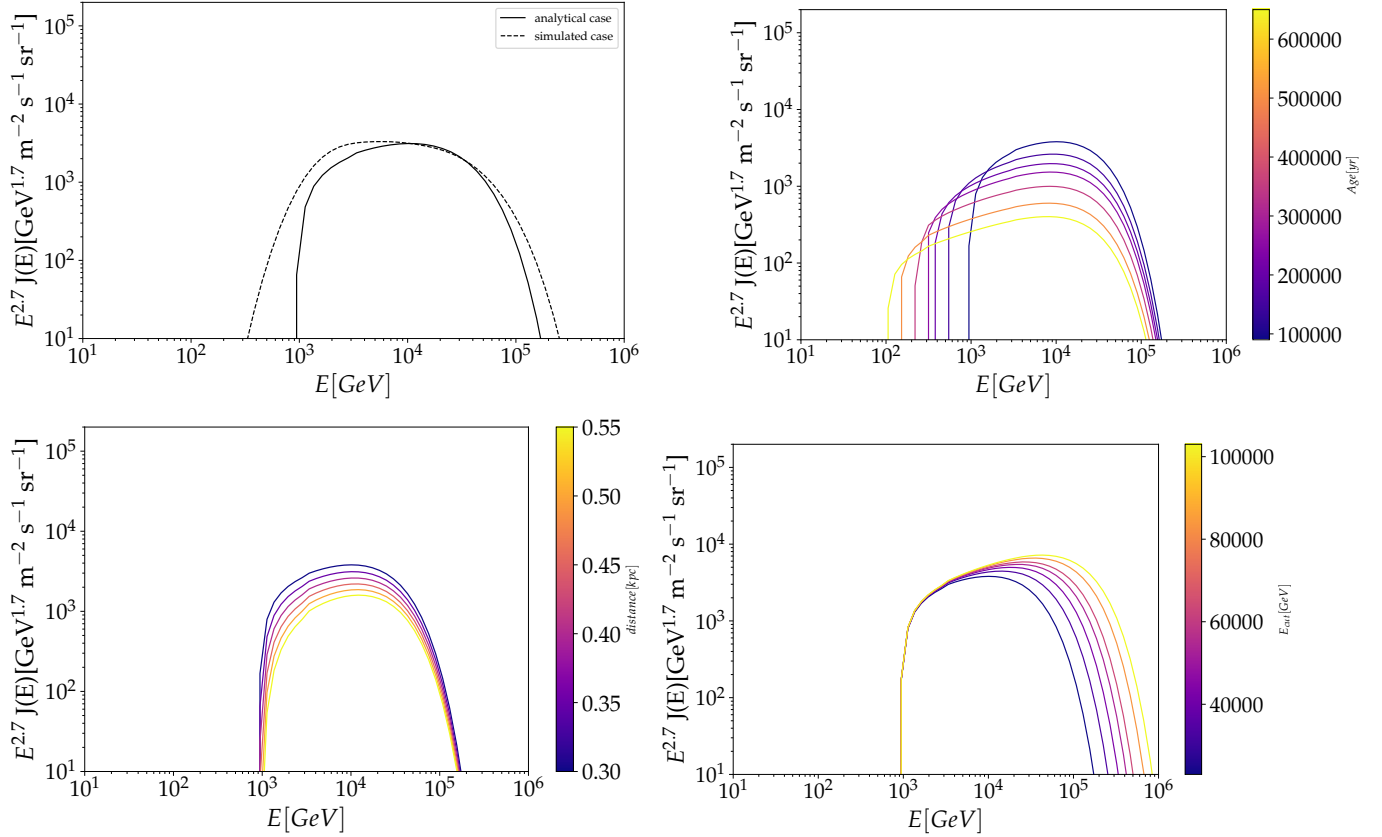 analytical case
simulated case
E^{2.7} J(E)[GeV^{1.7} m^{-2} s^{-1} sr^{-1}]
10^5
10^4
10^3
10^2
10^1
10^1 10^2 10^3 10^4 10^5 10^6
E[GeV]
E^{2.7} J(E)[GeV^{1.7} m^{-2} s^{-1} sr^{-1}]
10^5
10^4
10^3
10^2
10^1
10^1 10^2 10^3 10^4 10^5 10^6
E[GeV]
600000
500000
400000
300000
200000
100000
Age[yr]
E^{2.7} J(E)[GeV^{1.7} m^{-2} s^{-1} sr^{-1}]
10^5
10^4
10^3
10^2
10^1
10^1 10^2 10^3 10^4 10^5 10^6
E[GeV]
0.55
0.50
0.45
0.40
0.35
0.30
distance[kpc]
E^{2.7} J(E)[GeV^{1.7} m^{-2} s^{-1} sr^{-1}]
10^5
10^4
10^3
10^2
10^1
10^1 10^2 10^3 10^4 10^5 10^6
E[GeV]
100000
80000
60000
40000
E_{cut}[GeV]